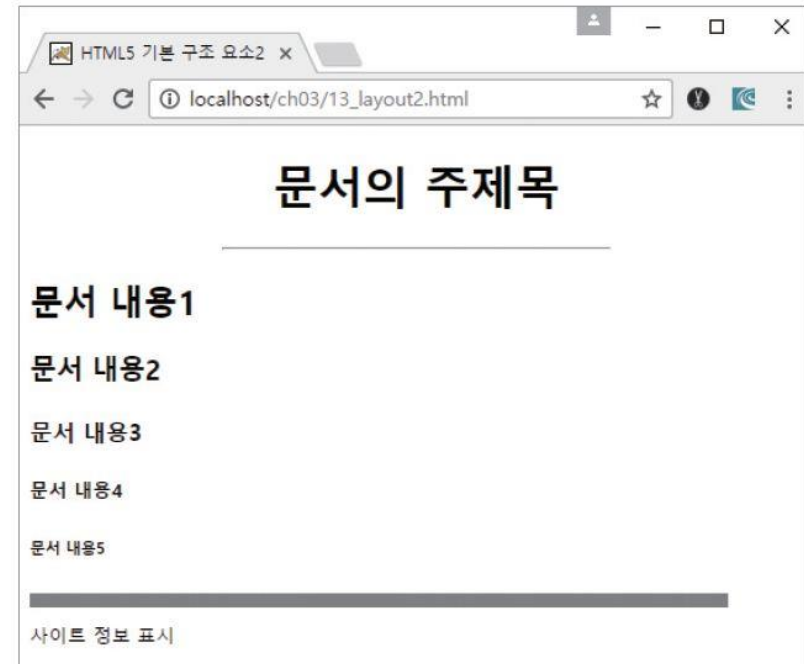 HTML5 기본 구조 요소2
localhost/ch03/13_layout2.html
문서의 주제목
문서 내용1
문서 내용2
문서 내용3
문서 내용4
문서 내용5
사이트 정보 표시